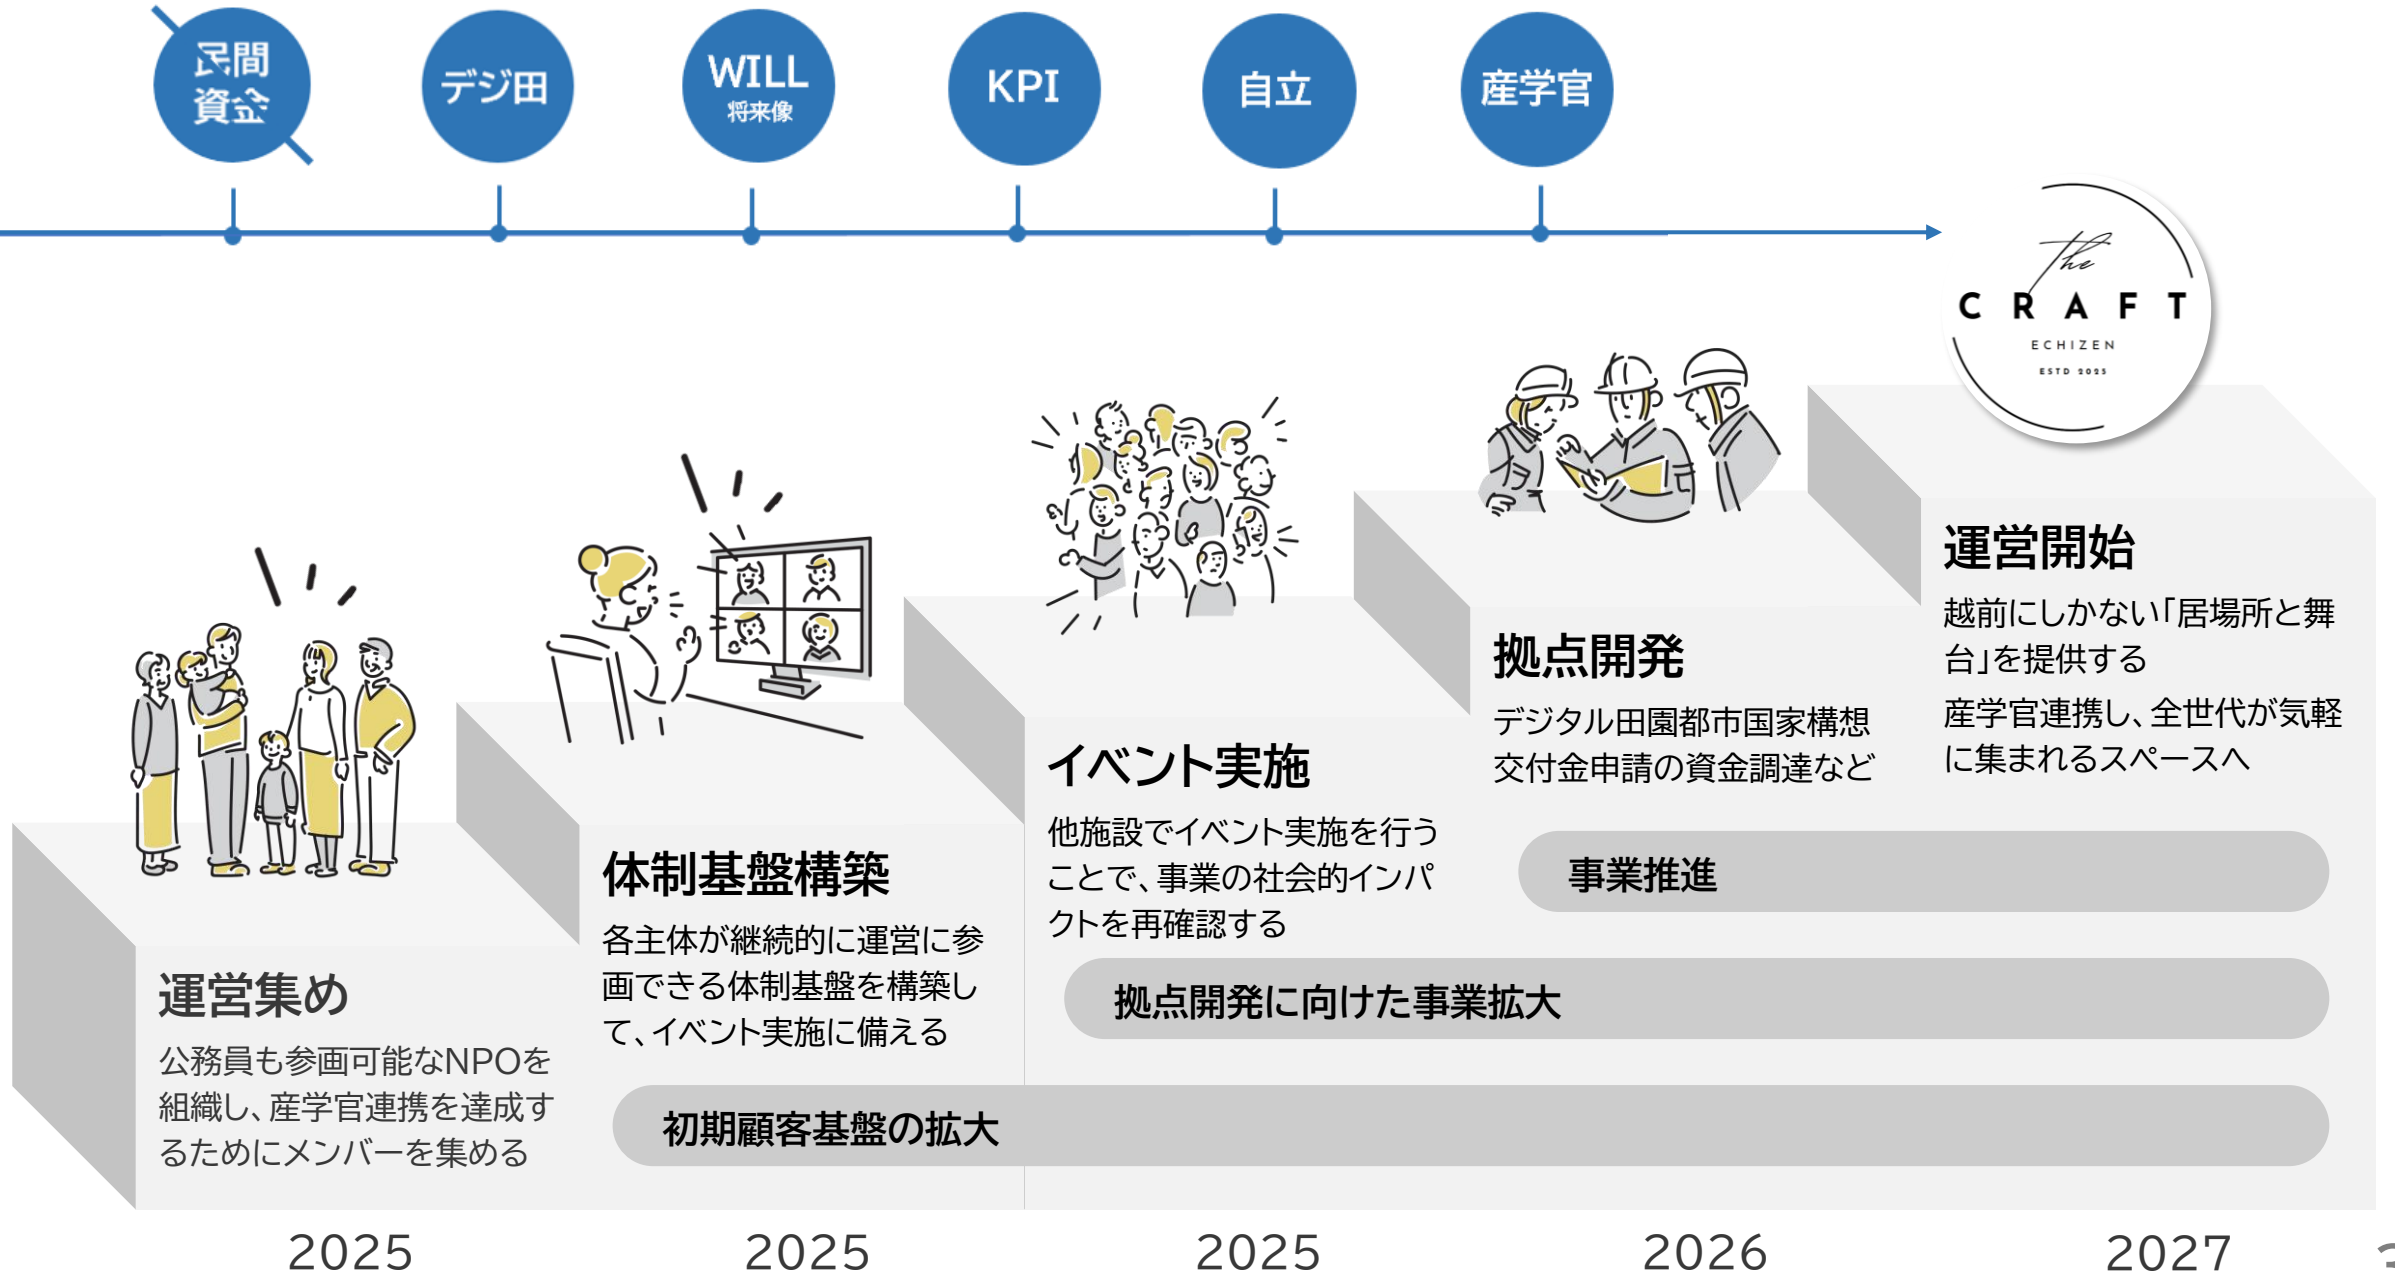 民間
資金
デジ田
WILL
将来像
KPI
自立
産学官
the
CRAFT
ECHIZEN
ESTD 2025
運営集め
公務員も参画可能なNPOを
組織し、産学官連携を達成す
るためにメンバーを集める
体制基盤構築
各主体が継続的に運営に参
画できる体制基盤を構築し
て、イベント実施に備える
イベント実施
他施設でイベント実施を行う
ことで、事業の社会的インパ
クトを再確認する
拠点開発
デジタル田園都市国家構想
交付金申請の資金調達など
運営開始
越前にしかない「居場所と舞
台」を提供する
産学官連携し、全世代が気軽
に集まれるスペースへ
事業推進
拠点開発に向けた事業拡大
初期顧客基盤の拡大
2025
2025
2025
2026
2027